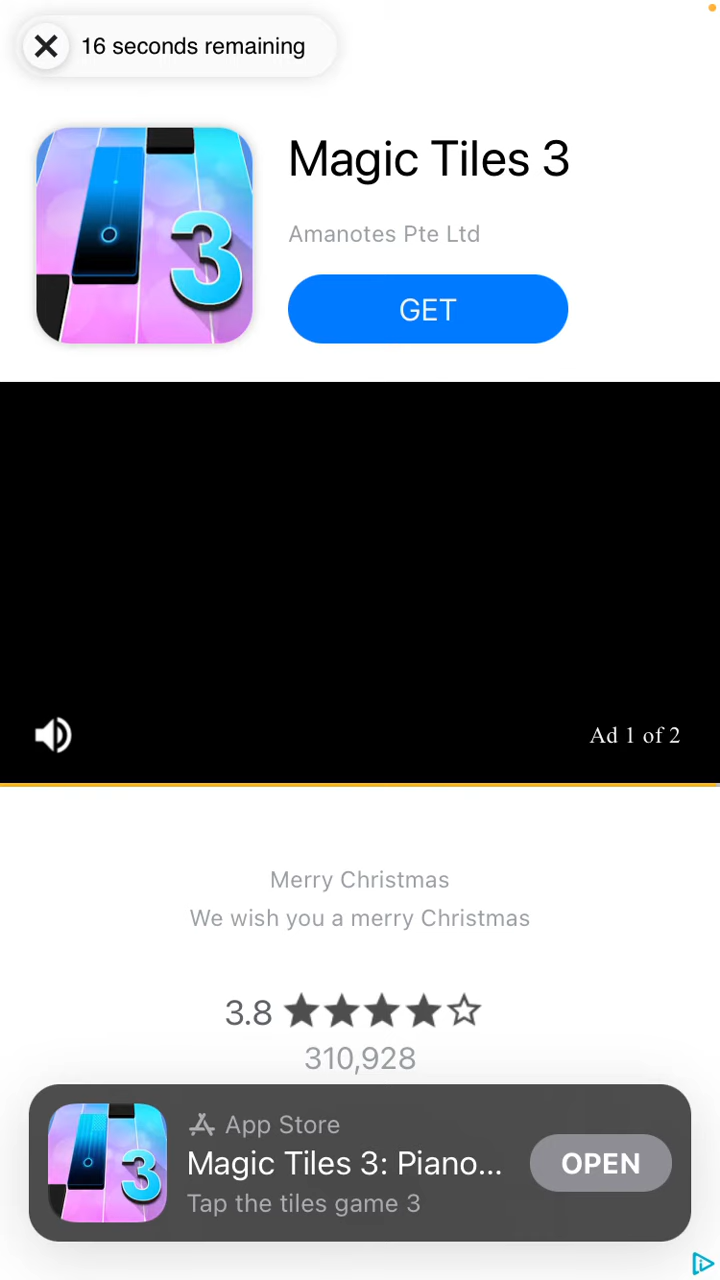 16 seconds remaining
Magic Tiles 3
Amanotes Pte Ltd
GET
3
Ad 1 of 2
Merry Christmas
We wish you a merry Christmas
3.8
310,928
App Store
Magic Tiles 3: Piano...
Tap the tiles game 3
OPEN
3